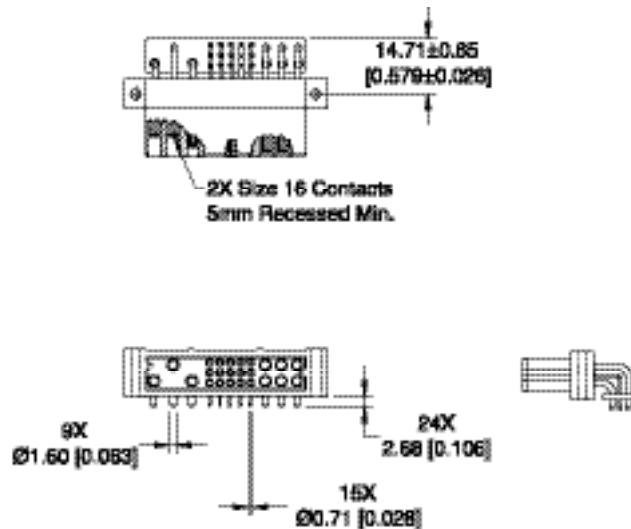 14.71±0.65
[0.579±0.026]
2X Size 16 Contacts
5mm Recessed Min.
9X
Ø1.60 [0.063]
24X
2.68 [0.106]
15X
Ø0.71 [0.028]